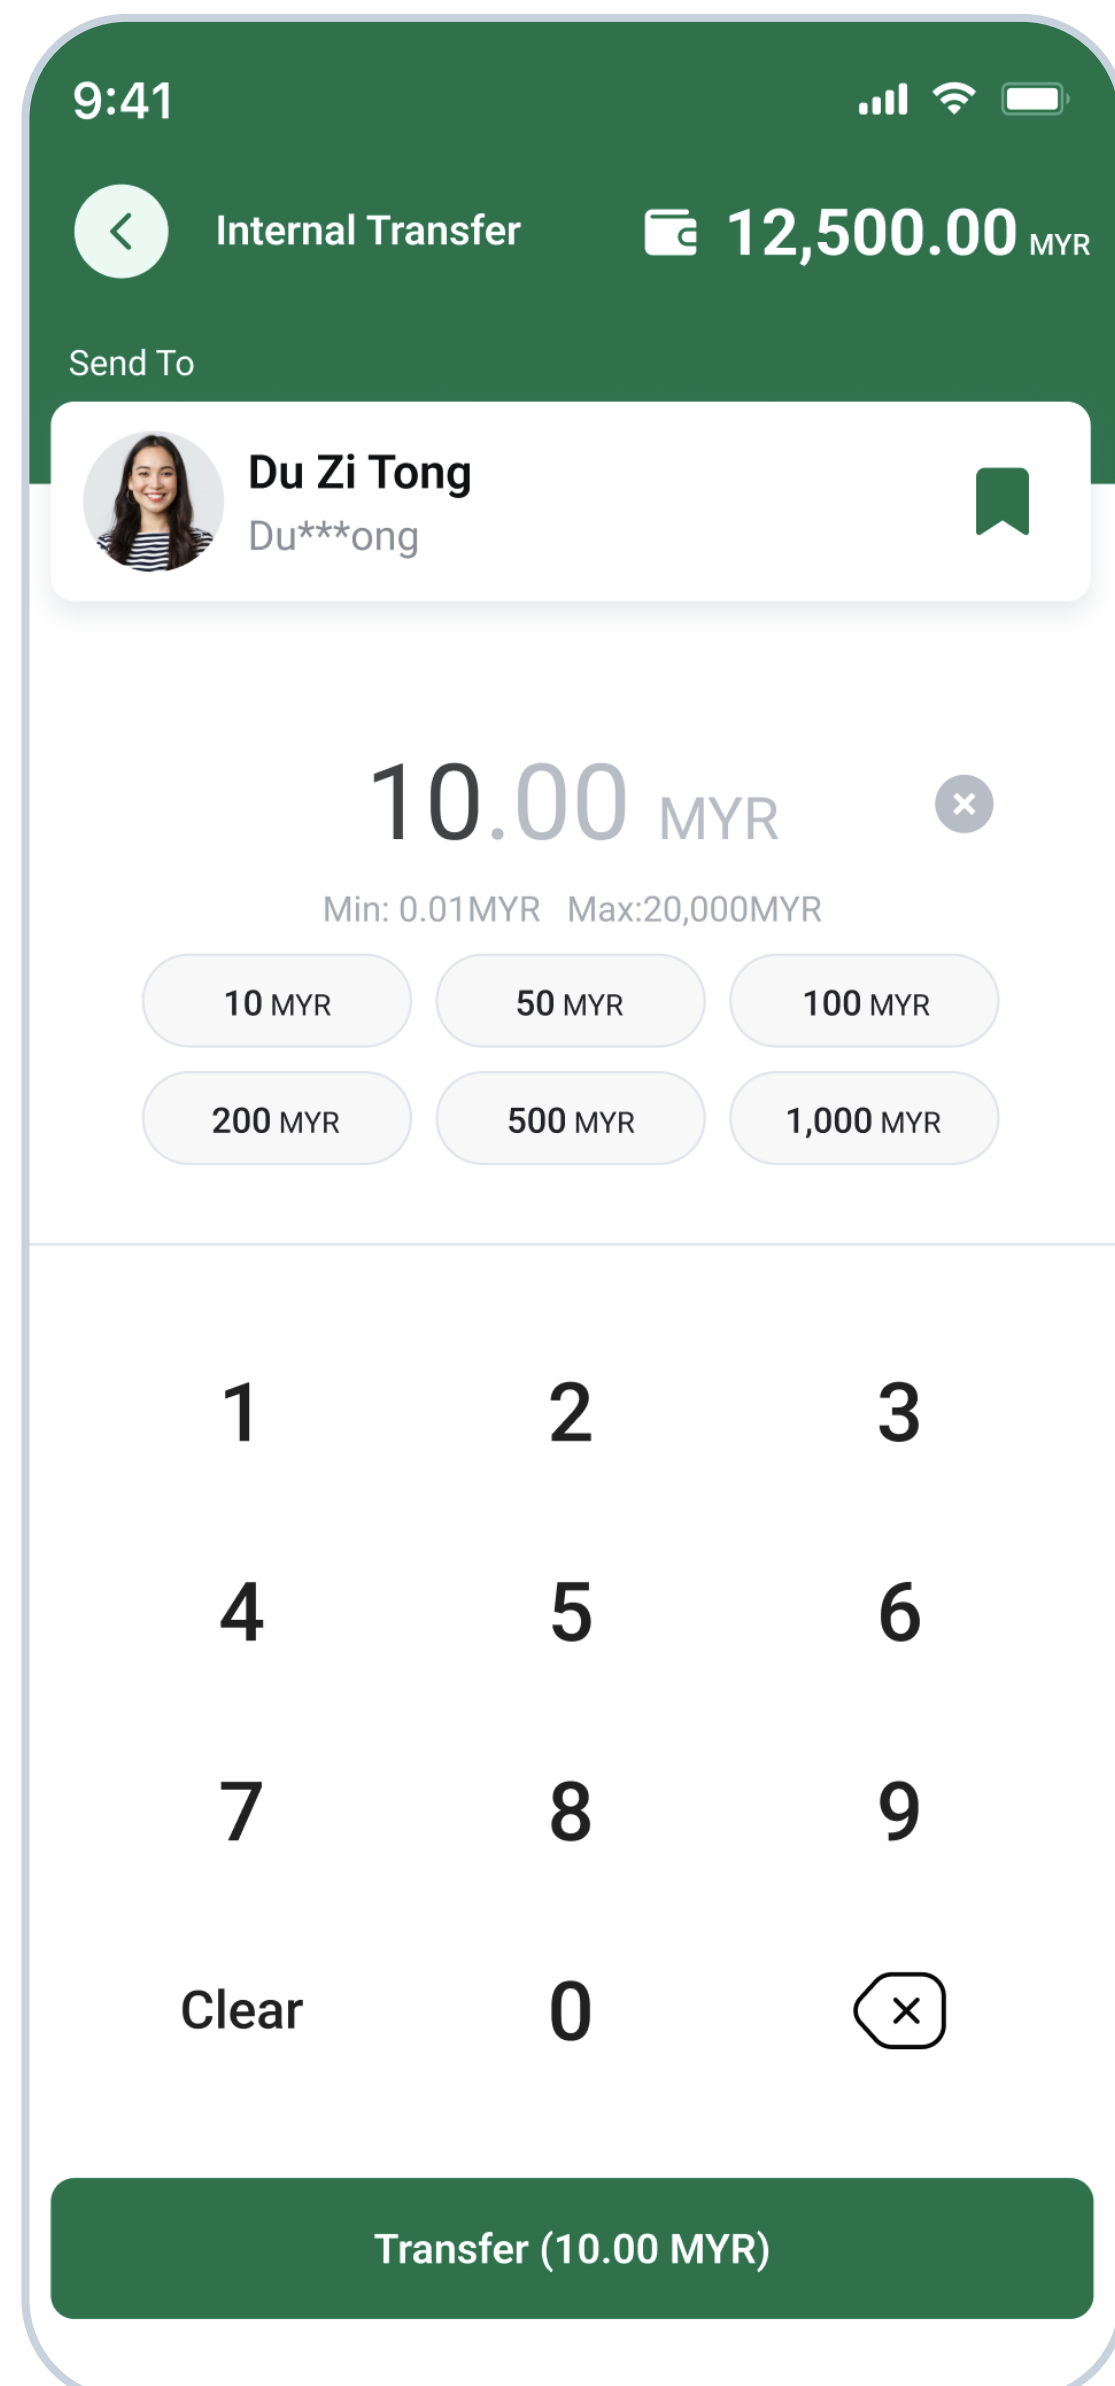 9:41
Internal Transfer 12,500.00 MYR
Send To
Du Zi Tong
Du***ong
10.00 MYR
Min: 0.01MYR Max:20,000MYR
10 MYR 50 MYR 100 MYR
200 MYR 500 MYR 1,000 MYR
1 2 3
4 5 6
7 8 9
Clear 0
Transfer (10.00 MYR)